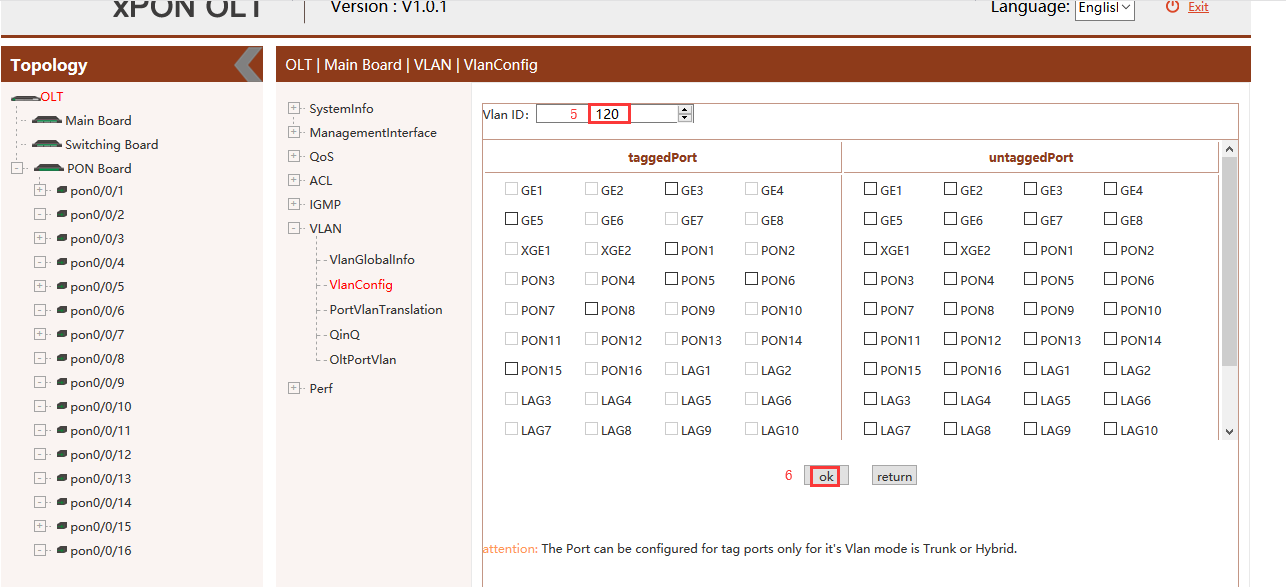 xPON OLT
Version : V1.0.1
Language: English
Exit
Topology
OLT
Main Board
Switching Board
PON Board
pon0/0/1
pon0/0/2
pon0/0/3
pon0/0/4
pon0/0/5
pon0/0/6
pon0/0/7
pon0/0/8
pon0/0/9
pon0/0/10
pon0/0/11
pon0/0/12
pon0/0/13
pon0/0/14
pon0/0/15
pon0/0/16
OLT | Main Board | VLAN | VlanConfig
SystemInfo
ManagementInterface
QoS
ACL
IGMP
VLAN
VlanGlobalInfo
VlanConfig
PortVlanTranslation
QinQ
OltPortVlan
Perf
Vlan ID: 5 120
taggedPort
GE1 GE2 GE3 GE4
GE5 GE6 GE7 GE8
XGE1 XGE2 PON1 PON2
PON3 PON4 PON5 PON6
PON7 PON8 PON9 PON10
PON11 PON12 PON13 PON14
PON15 PON16 LAG1 LAG2
LAG3 LAG4 LAG5 LAG6
LAG7 LAG8 LAG9 LAG10
untaggedPort
GE1 GE2 GE3 GE4
GE5 GE6 GE7 GE8
XGE1 XGE2 PON1 PON2
PON3 PON4 PON5 PON6
PON7 PON8 PON9 PON10
PON11 PON12 PON13 PON14
PON15 PON16 LAG1 LAG2
LAG3 LAG4 LAG5 LAG6
LAG7 LAG8 LAG9 LAG10
6 ok return
attention: The Port can be configured for tag ports only for it's Vlan mode is Trunk or Hybrid.